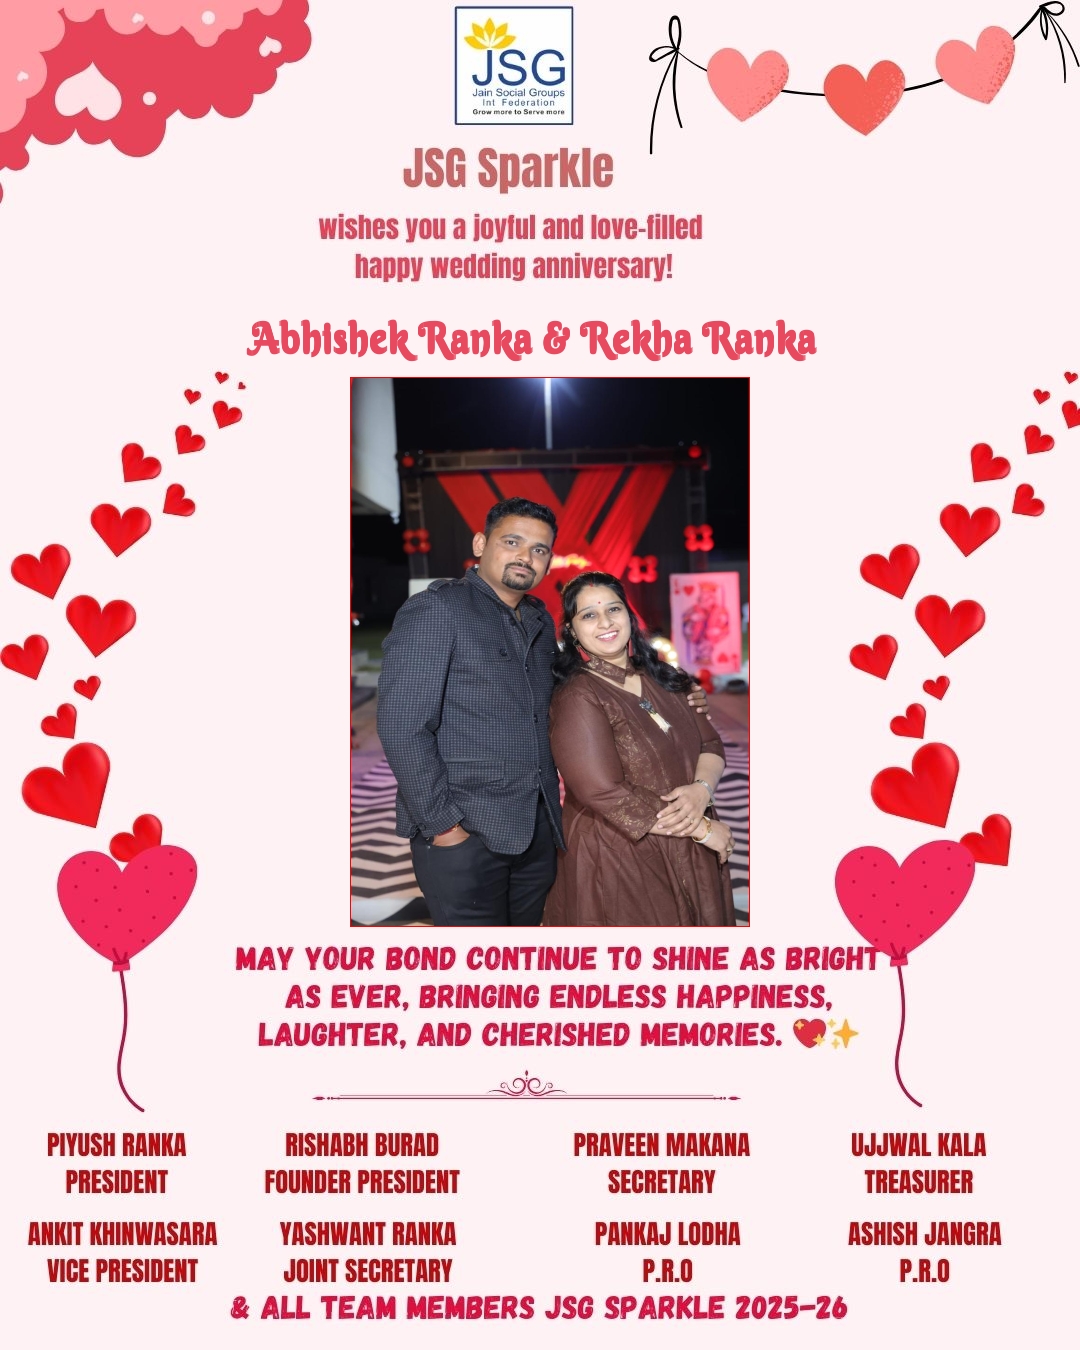 JSG
Jain Social Groups
Int Federation
Grow more to Serve more
JSG Sparkle
wishes you a joyful and love-filled
happy wedding anniversary!
Abhishek Ranka & Rekha Ranka
MAY YOUR BOND CONTINUE TO SHINE AS BRIGHT
AS EVER, BRINGING ENDLESS HAPPINESS,
LAUGHTER, AND CHERISHED MEMORIES. 💖✨
PIYUSH RANKA
PRESIDENT
RISHABH BURAD
FOUNDER PRESIDENT
PRAVEEN MAKANA
SECRETARY
UJJWAL KALA
TREASURER
ANKIT KHINWASARA
VICE PRESIDENT
YASHWANT RANKA
JOINT SECRETARY
PANKAJ LODHA
P.R.O
ASHISH JANGRA
P.R.O
& ALL TEAM MEMBERS JSG SPARKLE 2025-26